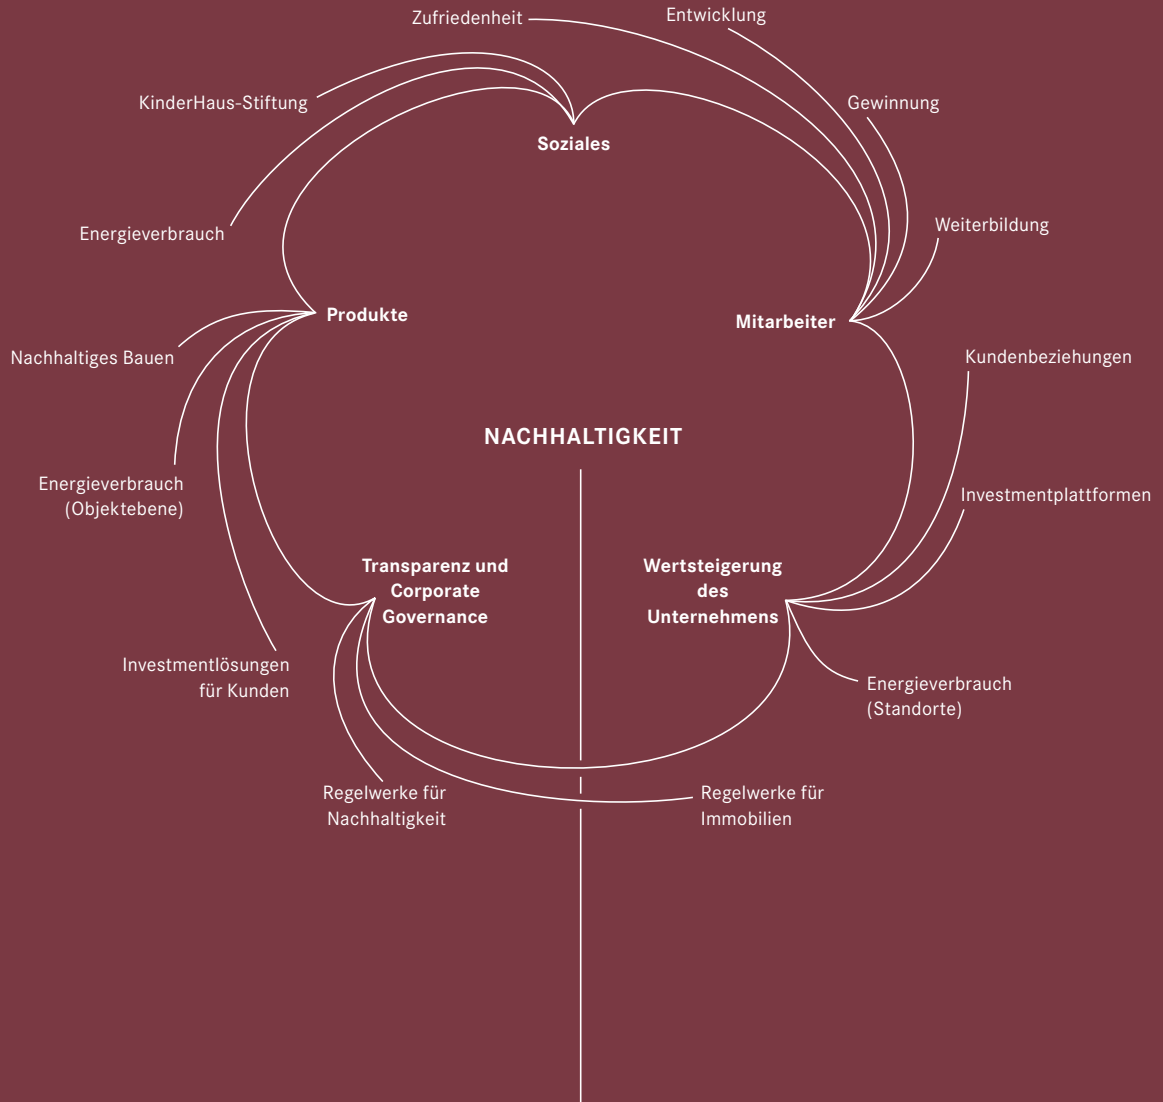 Zufriedenheit
Entwicklung
KinderHaus-Stiftung
Gewinnung
Soziales
Energieverbrauch
Weiterbildung
Produkte
Mitarbeiter
Nachhaltiges Bauen
Kundenbeziehungen
NACHHALTIGKEIT
Energieverbrauch
(Objektebene)
Investmentplattformen
Transparenz und
Corporate
Governance
Wertsteigerung
des
Unternehmens
Investmentlösungen
für Kunden
Energieverbrauch
(Standorte)
Regelwerke für
Nachhaltigkeit
Regelwerke für
Immobilien